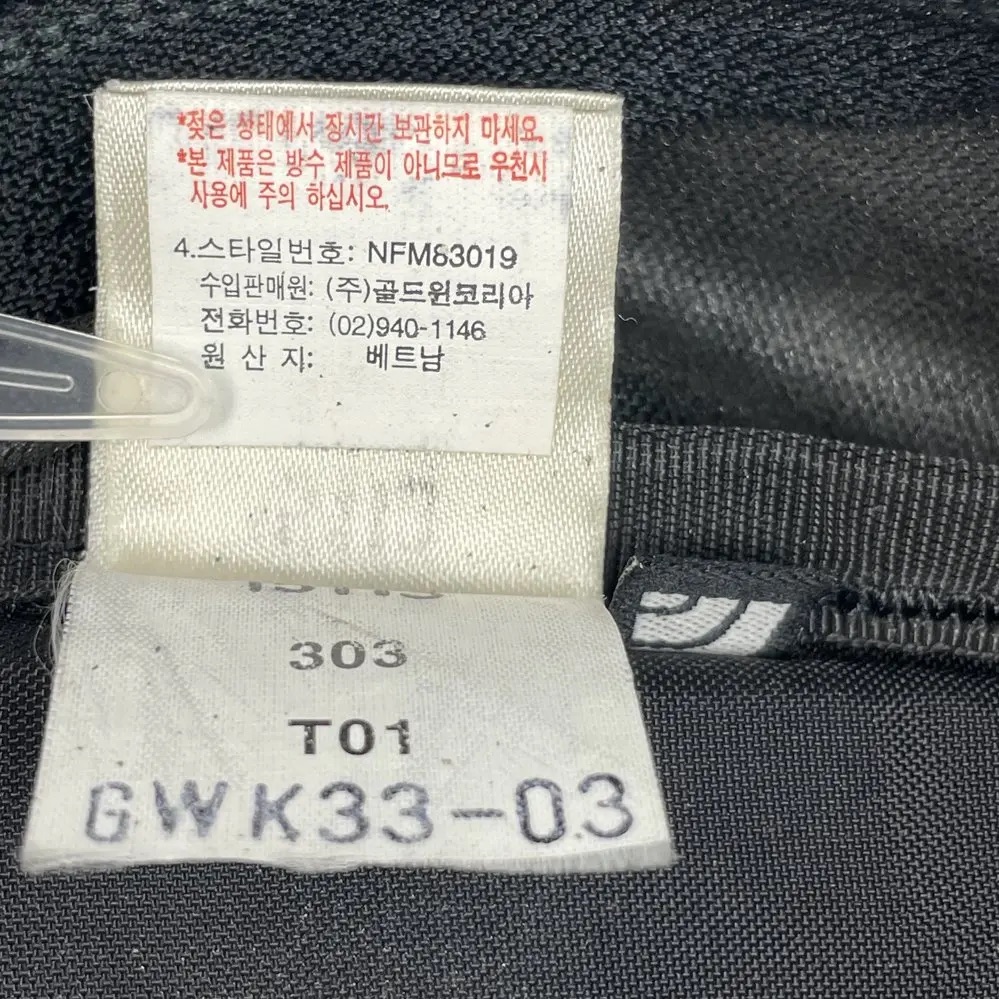 *젖은 상태에서 장시간 보관하지 마세요.
*본 제품은 방수 제품이 아니므로 우천시
사용에 주의 하십시오.
4.스타일번호: NFM83019
수입판매원: (주)골드윈코리아
전화번호: (02)940-1146
원 산 지: 베트남
303
T01
GWK33-03